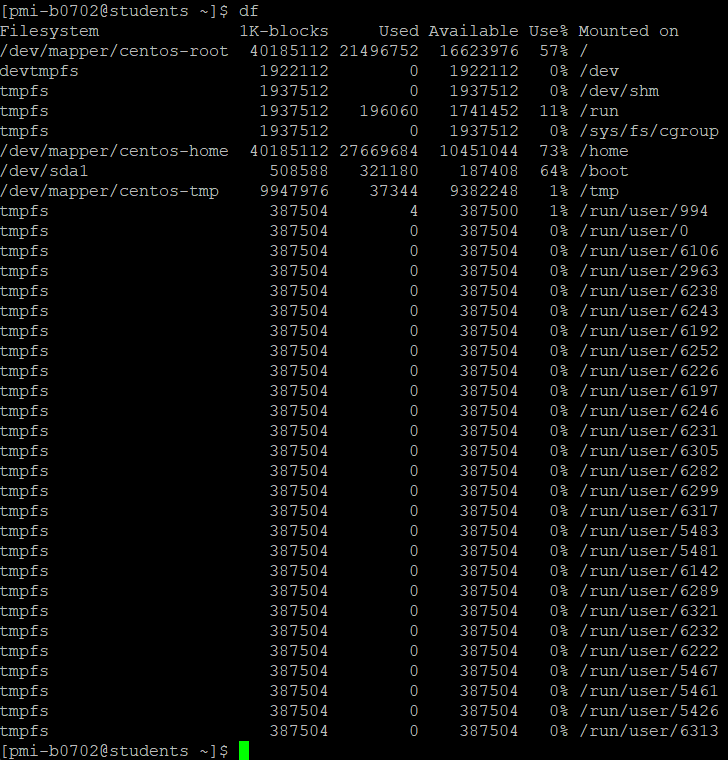 [pmi-b0702@students ~]$ df
Filesystem              1K-blocks     Used Available Use% Mounted on
/dev/mapper/centos-root  40185112 21496752  16623976  57% /
devtmpfs                  1922112        0   1922112   0% /dev
tmpfs                     1937512        0   1937512   0% /dev/shm
tmpfs                     1937512   196060   1741452  11% /run
tmpfs                     1937512        0   1937512   0% /sys/fs/cgroup
/dev/mapper/centos-home  40185112 27669684  10451044  73% /home
/dev/sda1                  508588   321180    187408  64% /boot
/dev/mapper/centos-tmp    9947976    37344   9382248   1% /tmp
tmpfs                      387504        4    387500   1% /run/user/994
tmpfs                      387504        0    387504   0% /run/user/0
tmpfs                      387504        0    387504   0% /run/user/6106
tmpfs                      387504        0    387504   0% /run/user/2963
tmpfs                      387504        0    387504   0% /run/user/6238
tmpfs                      387504        0    387504   0% /run/user/6243
tmpfs                      387504        0    387504   0% /run/user/6192
tmpfs                      387504        0    387504   0% /run/user/6252
tmpfs                      387504        0    387504   0% /run/user/6226
tmpfs                      387504        0    387504   0% /run/user/6197
tmpfs                      387504        0    387504   0% /run/user/6246
tmpfs                      387504        0    387504   0% /run/user/6231
tmpfs                      387504        0    387504   0% /run/user/6305
tmpfs                      387504        0    387504   0% /run/user/6282
tmpfs                      387504        0    387504   0% /run/user/6299
tmpfs                      387504        0    387504   0% /run/user/6317
tmpfs                      387504        0    387504   0% /run/user/5483
tmpfs                      387504        0    387504   0% /run/user/5481
tmpfs                      387504        0    387504   0% /run/user/6142
tmpfs                      387504        0    387504   0% /run/user/6289
tmpfs                      387504        0    387504   0% /run/user/6321
tmpfs                      387504        0    387504   0% /run/user/6232
tmpfs                      387504        0    387504   0% /run/user/6222
tmpfs                      387504        0    387504   0% /run/user/5467
tmpfs                      387504        0    387504   0% /run/user/5461
tmpfs                      387504        0    387504   0% /run/user/5426
tmpfs                      387504        0    387504   0% /run/user/6313
[pmi-b0702@students ~]$